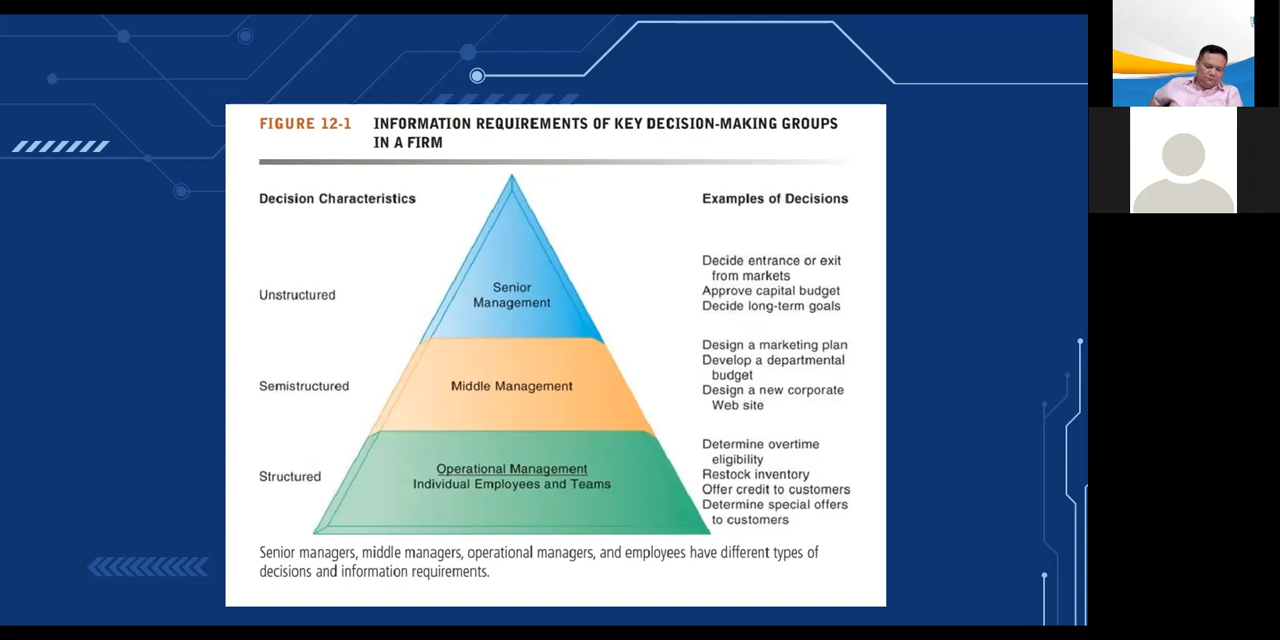 FIGURE 12-1 INFORMATION REQUIREMENTS OF KEY DECISION-MAKING GROUPS
IN A FIRM
Decision Characteristics
Examples of Decisions
Unstructured
Senior
Management
Decide entrance or exit
from markets
Approve capital budget
Decide long-term goals
Semistructured
Middle Management
Design a marketing plan
Develop a departmental
budget
Design a new corporate
Web site
Structured
Operational Management
Individual Employees and Teams
Determine overtime
eligibility
Restock inventory
Offer credit to customers
Determine special offers
to customers
Senior managers, middle managers, operational managers, and employees have different types of
decisions and information requirements.